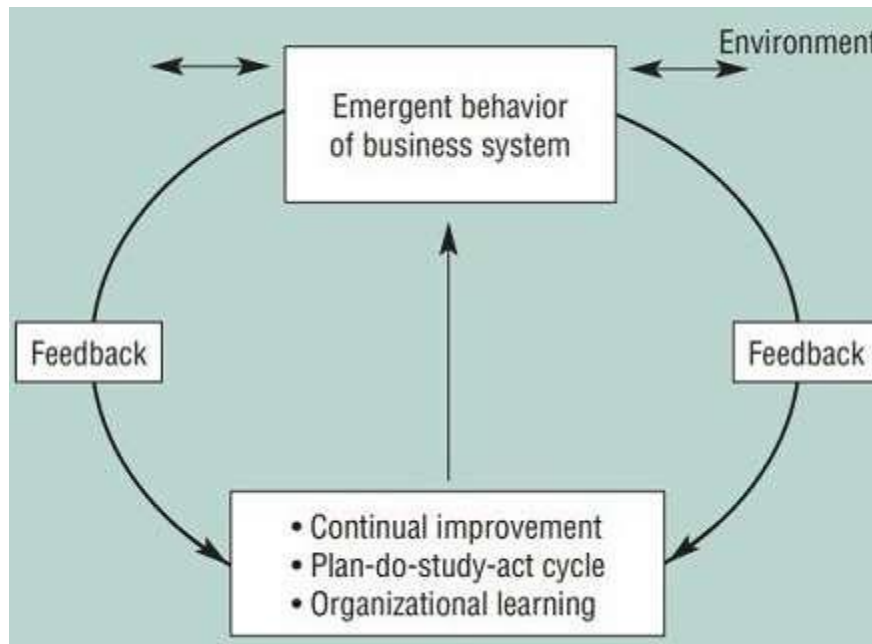 Environment
Emergent behavior
of business system
Feedback
Feedback
• Continual improvement
• Plan-do-study-act cycle
• Organizational learning